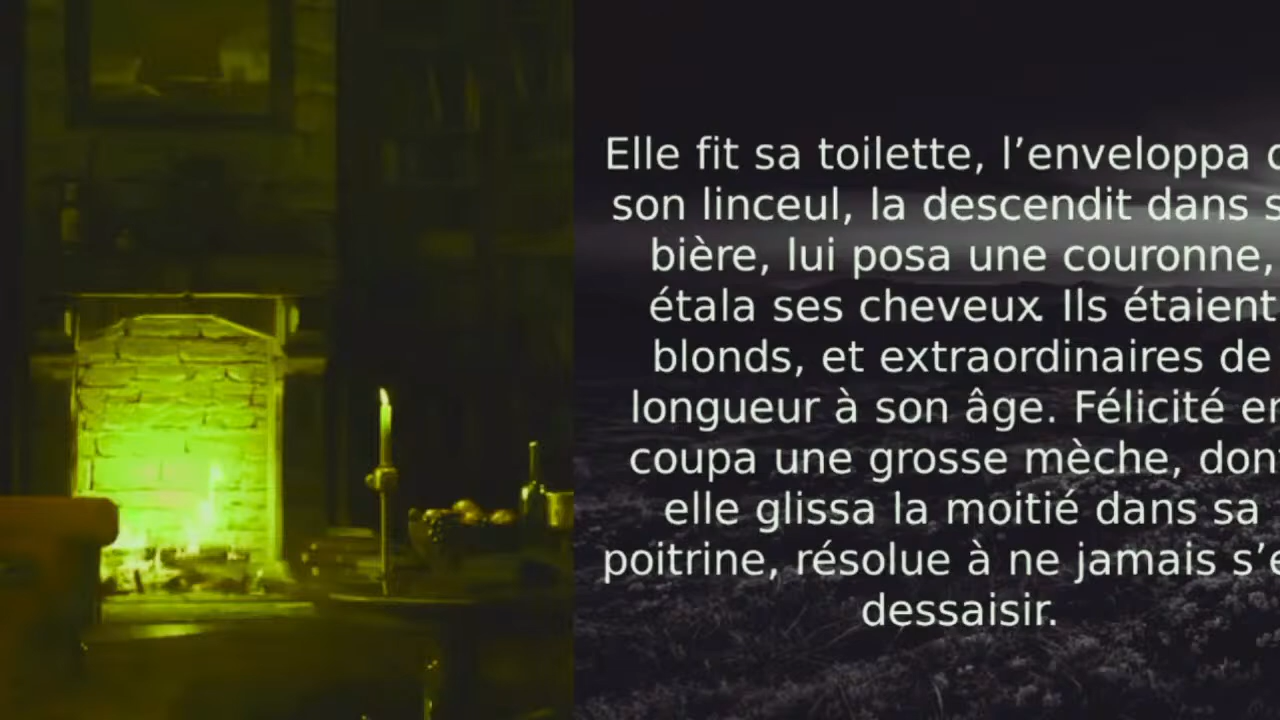 Elle fit sa toilette, l’enveloppa
son linceul, la descendit dans
bière, lui posa une couronne,
étala ses cheveux. Ils étaient
blonds, et extraordinaires de
longueur à son âge. Félicité
coupa une grosse mèche,
elle glissa la moitié dans sa
poitrine, résolue à ne jamais
dessaisir.